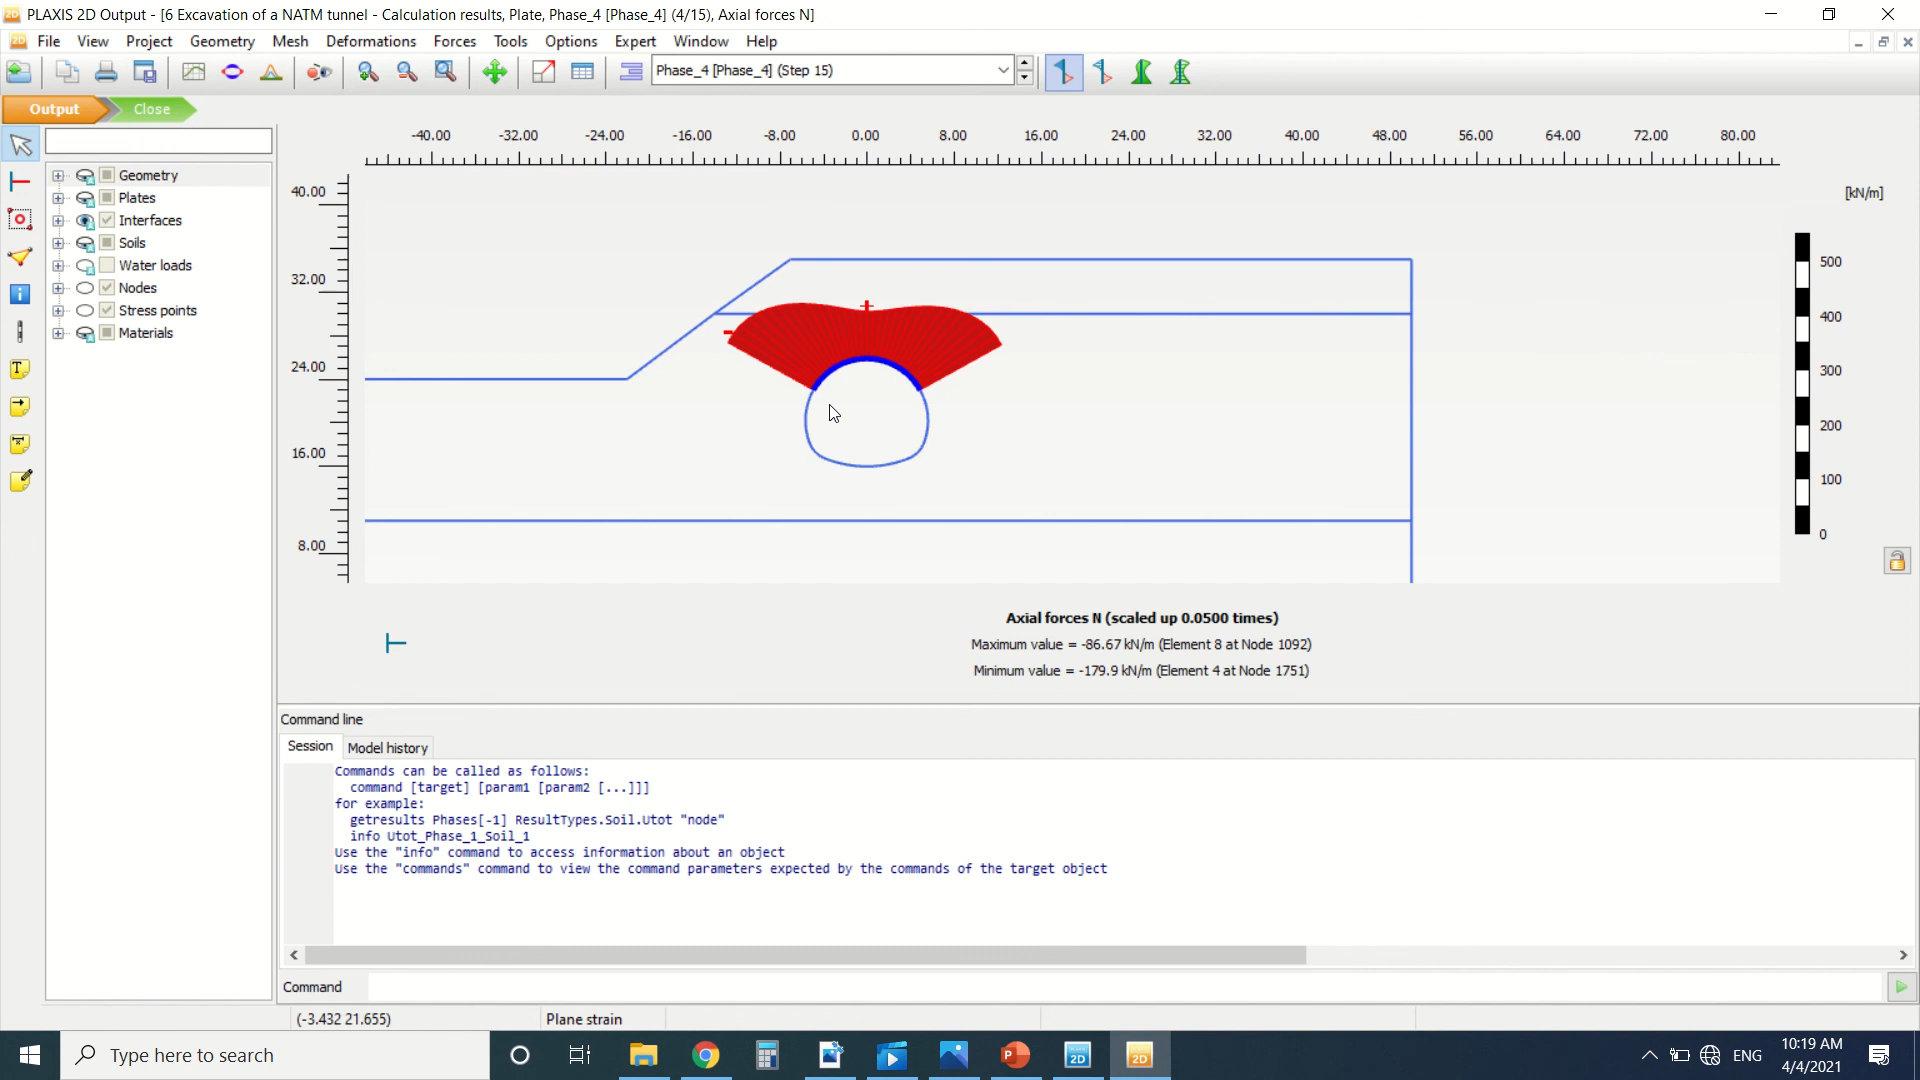 PLAXIS 2D Output - [6 Excavation of a NATM tunnel - Calculation results, Plate, Phase_4 [Phase_4] (4/15), Axial forces N]
File View Project Geometry Mesh Deformations Forces Tools Options Expert Window Help
Phase_4 [Phase_4] (Step 15)
Output Close
-40.00 -32.00 -24.00 -16.00 -8.00 0.00 8.00 16.00 24.00 32.00 40.00 48.00 56.00 64.00 72.00 80.00
Geometry
Plates
Interfaces
Soils
Water loads
Nodes
Stress points
Materials
40.00
32.00
24.00
16.00
8.00
[kN/m]
500
400
300
200
100
0
Axial forces N (scaled up 0.0500 times)
Maximum value = -86.67 kN/m (Element 8 at Node 1092)
Minimum value = -179.9 kN/m (Element 4 at Node 1751)
Command line
Session Model history
Commands can be called as follows:
command [target] [param1 [param2 [...]]]
for example:
getresults Phases[-1] ResultTypes.Soil.Utot "node"
info Utot_Phase_1_Soil_1
Use the "info" command to access information about an object
Use the "commands" command to view the command parameters expected by the commands of the target object
Command
(-3.432 21.655) Plane strain
Type here to search
2D
2D
ENG
10:19 AM
4/4/2021